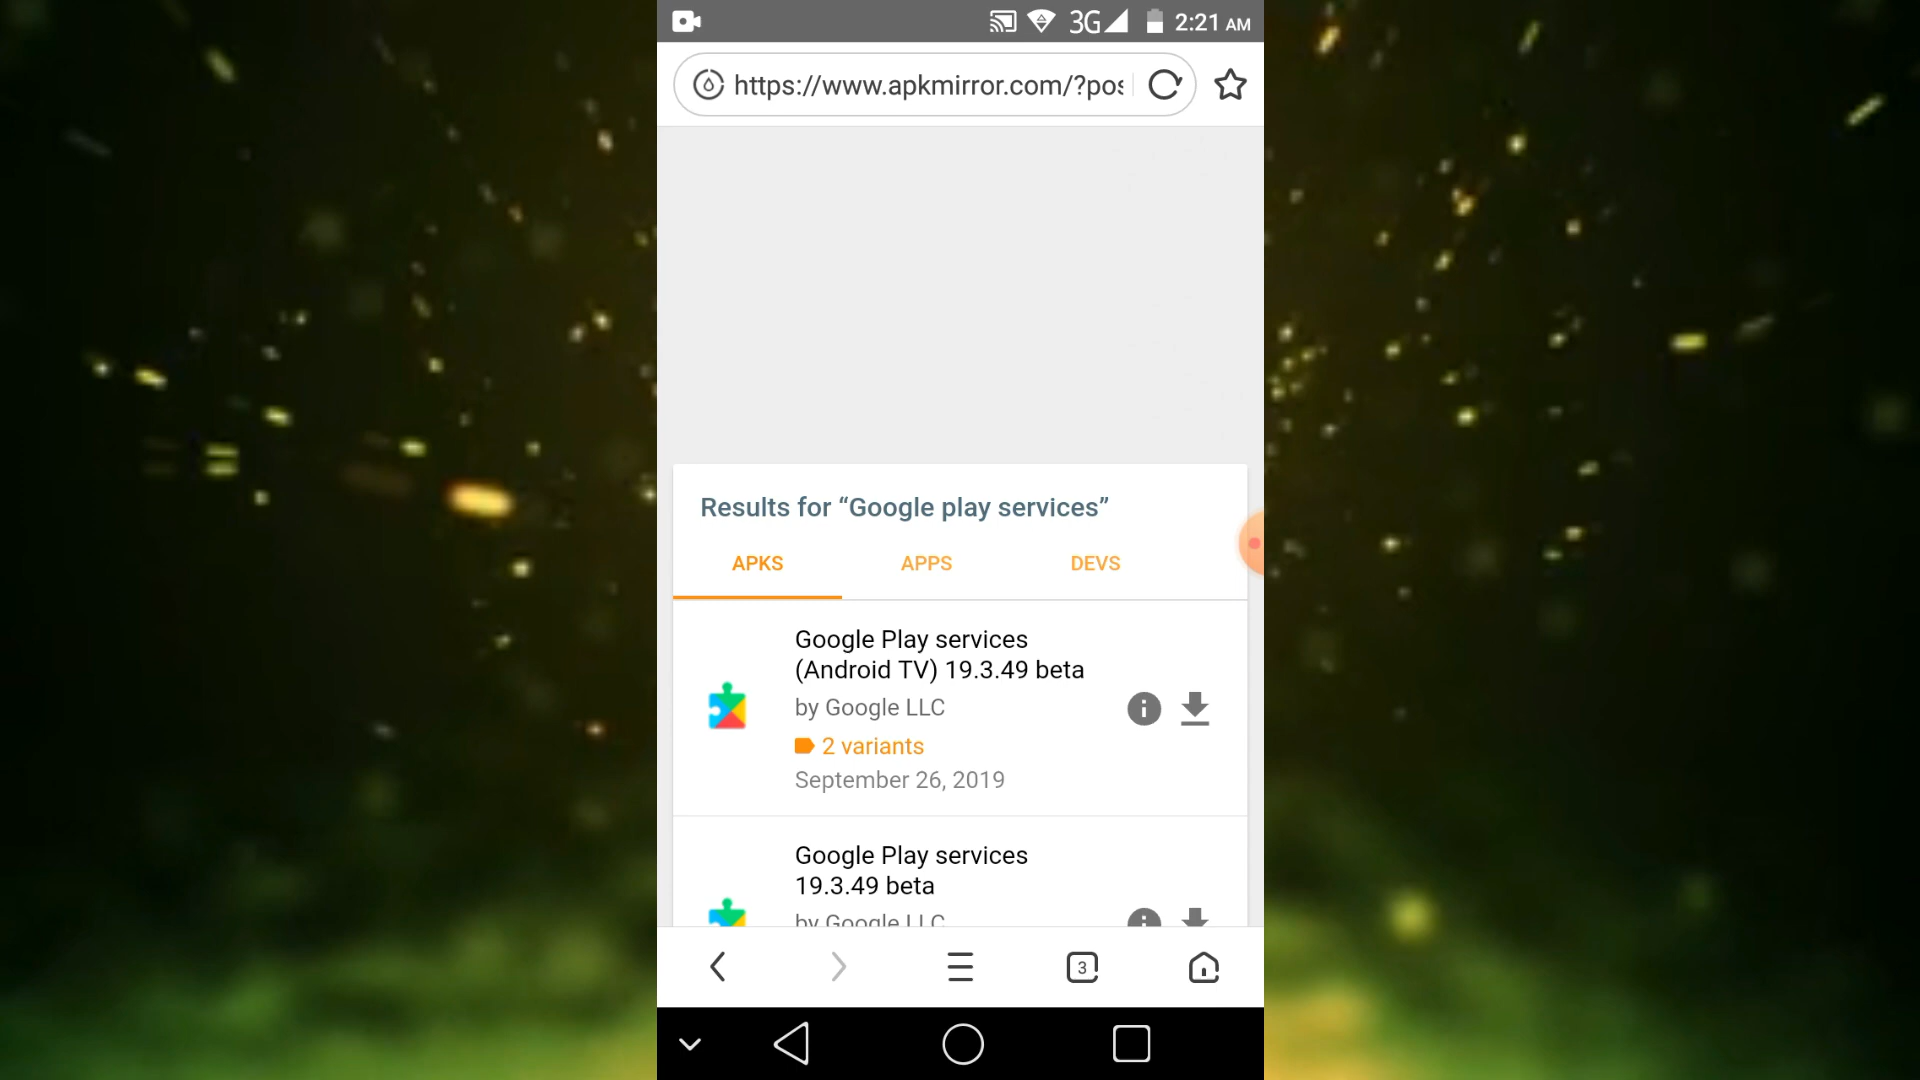 3G 2:21 AM
https://www.apkmirror.com/?pos
Results for “Google play services”
APKS APPS DEVS
Google Play services
(Android TV) 19.3.49 beta
by Google LLC
2 variants
September 26, 2019
Google Play services
19.3.49 beta
by Google LLC
3